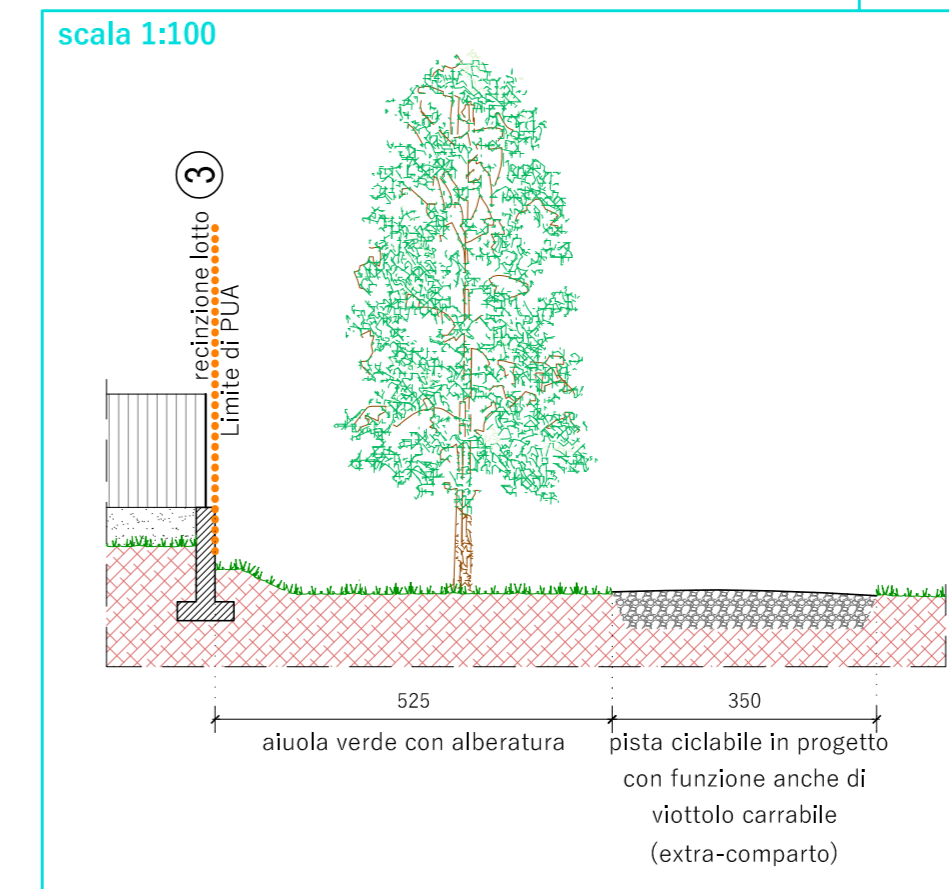 scala 1:100
3
recinzione lotto
Limite di PUA
525
350
aiuola verde con alberatura
pista ciclabile in progetto
con funzione anche di
viottolo carrabile
(extra-comparto)